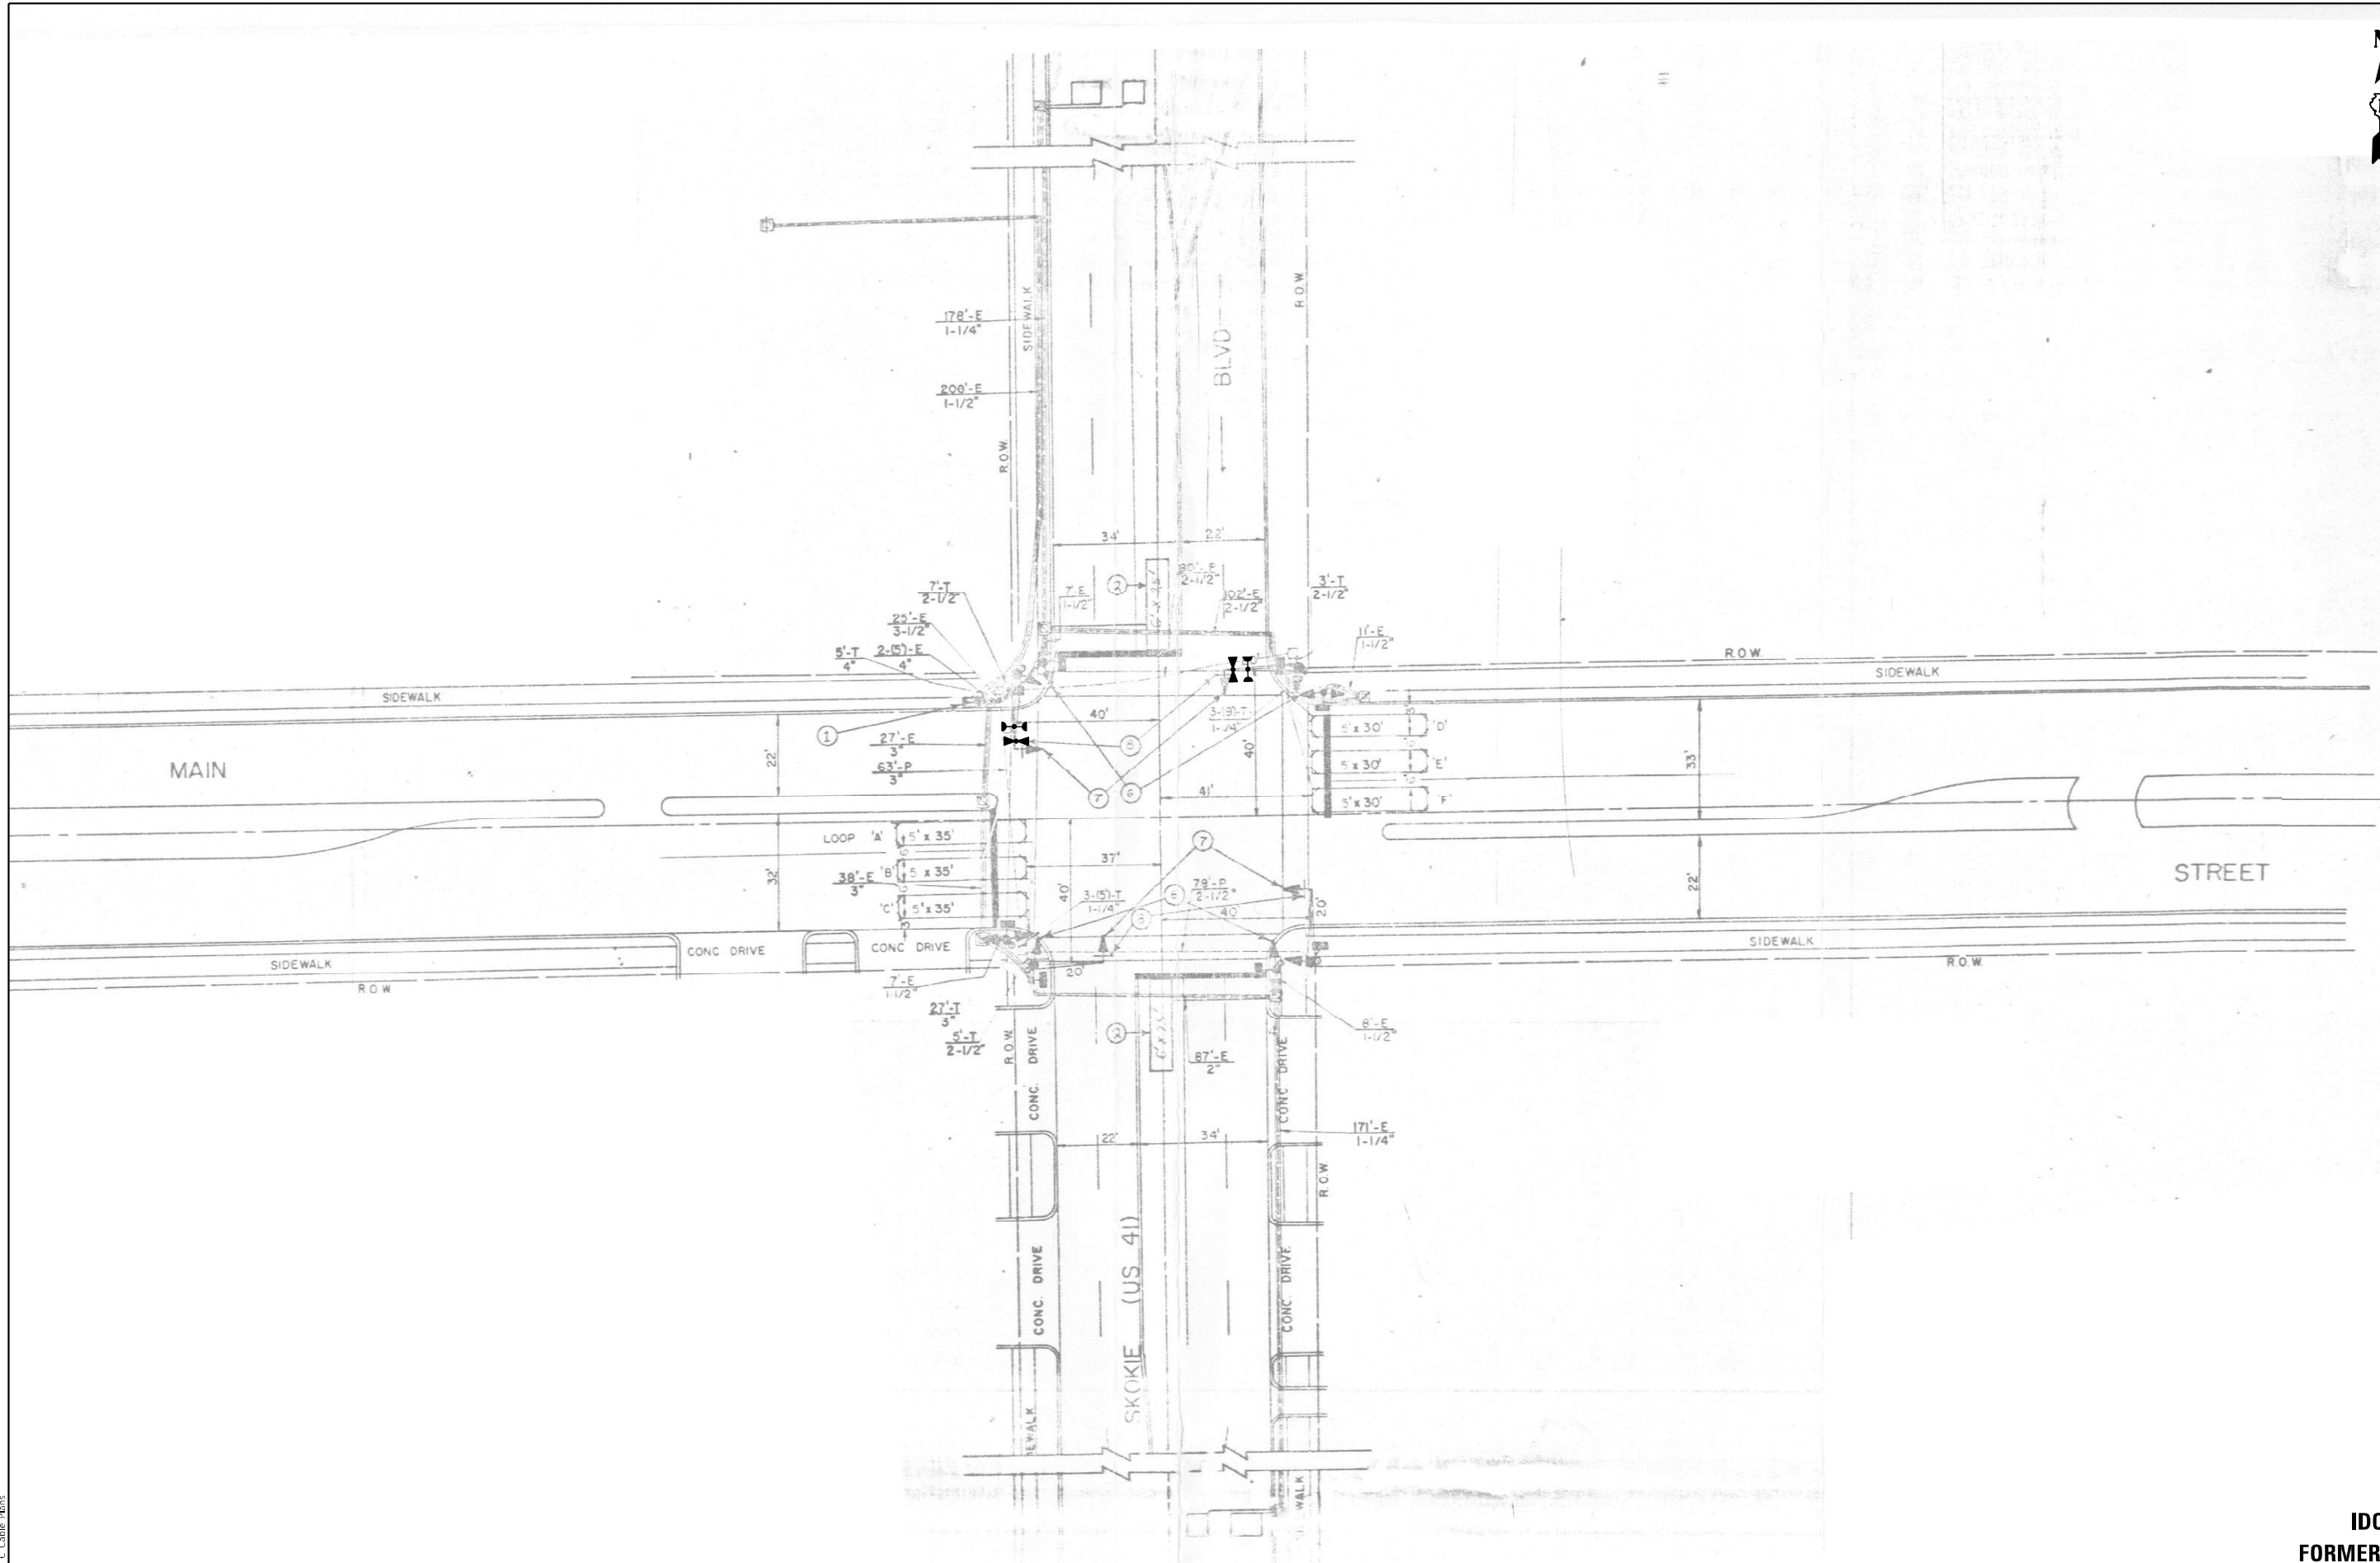 N
SIDEWALK
R.O.W.
178'-E
1-1/4"
BLVD
200'-E
1-1/2"
R.O.W.
34'
22'
7'-T
2-1/2"
7'-E
1-1/2"
2
6' x 25'
80'-P
2-1/2"
102'-E
2-1/2"
3'-T
2-1/2"
25'-E
3-1/2"
11'-E
1-1/2"
5'-T
4"
2-(5')-E
4"
R.O.W.
SIDEWALK
SIDEWALK
1
40'
3-(9)-T
1-1/4"
5' x 30'
'D'
27'-E
3"
8
22'
40'
33'
MAIN
63'-P
3"
5' x 30'
'E'
7
6
41'
5' x 30'
'F'
LOOP 'A'
5' x 35'
7
37'
STREET
'B'
5' x 35'
32'
38'-E
3"
22'
40'
3-(5)-T
1-1/4"
6
78'-P
2-1/2"
'C'
5' x 35'
40
20'
CONC DRIVE
CONC DRIVE
SIDEWALK
SIDEWALK
R.O.W.
R.O.W.
20'
7'-E
1-1/2"
27'-T
3"
5'-T
2-1/2"
2
8'-E
1-1/2"
R.O.W.
CONC. DRIVE
87'-E
2"
CONC DRIVE
22'
34'
171'-E
1-1/4"
R.O.W.
SKOKIE (US 41)
CONC. DRIVE
CONC. DRIVE
EWALK
WALK
C Cable Plans
IDO
FORMER